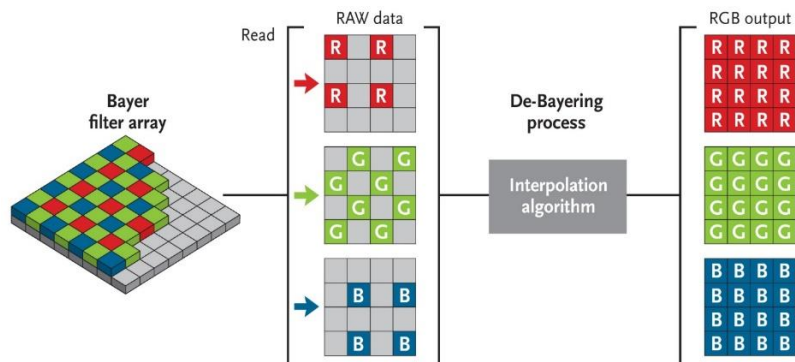 Read
RAW data
RGB output
Bayer
filter array
De-Bayering
process
Interpolation
algorithm
R R
R R
G G
G G
G G
G G
B B
B B
R R R R
R R R R
R R R R
R R R R
G G G G
G G G G
G G G G
G G G G
B B B B
B B B B
B B B B
B B B B